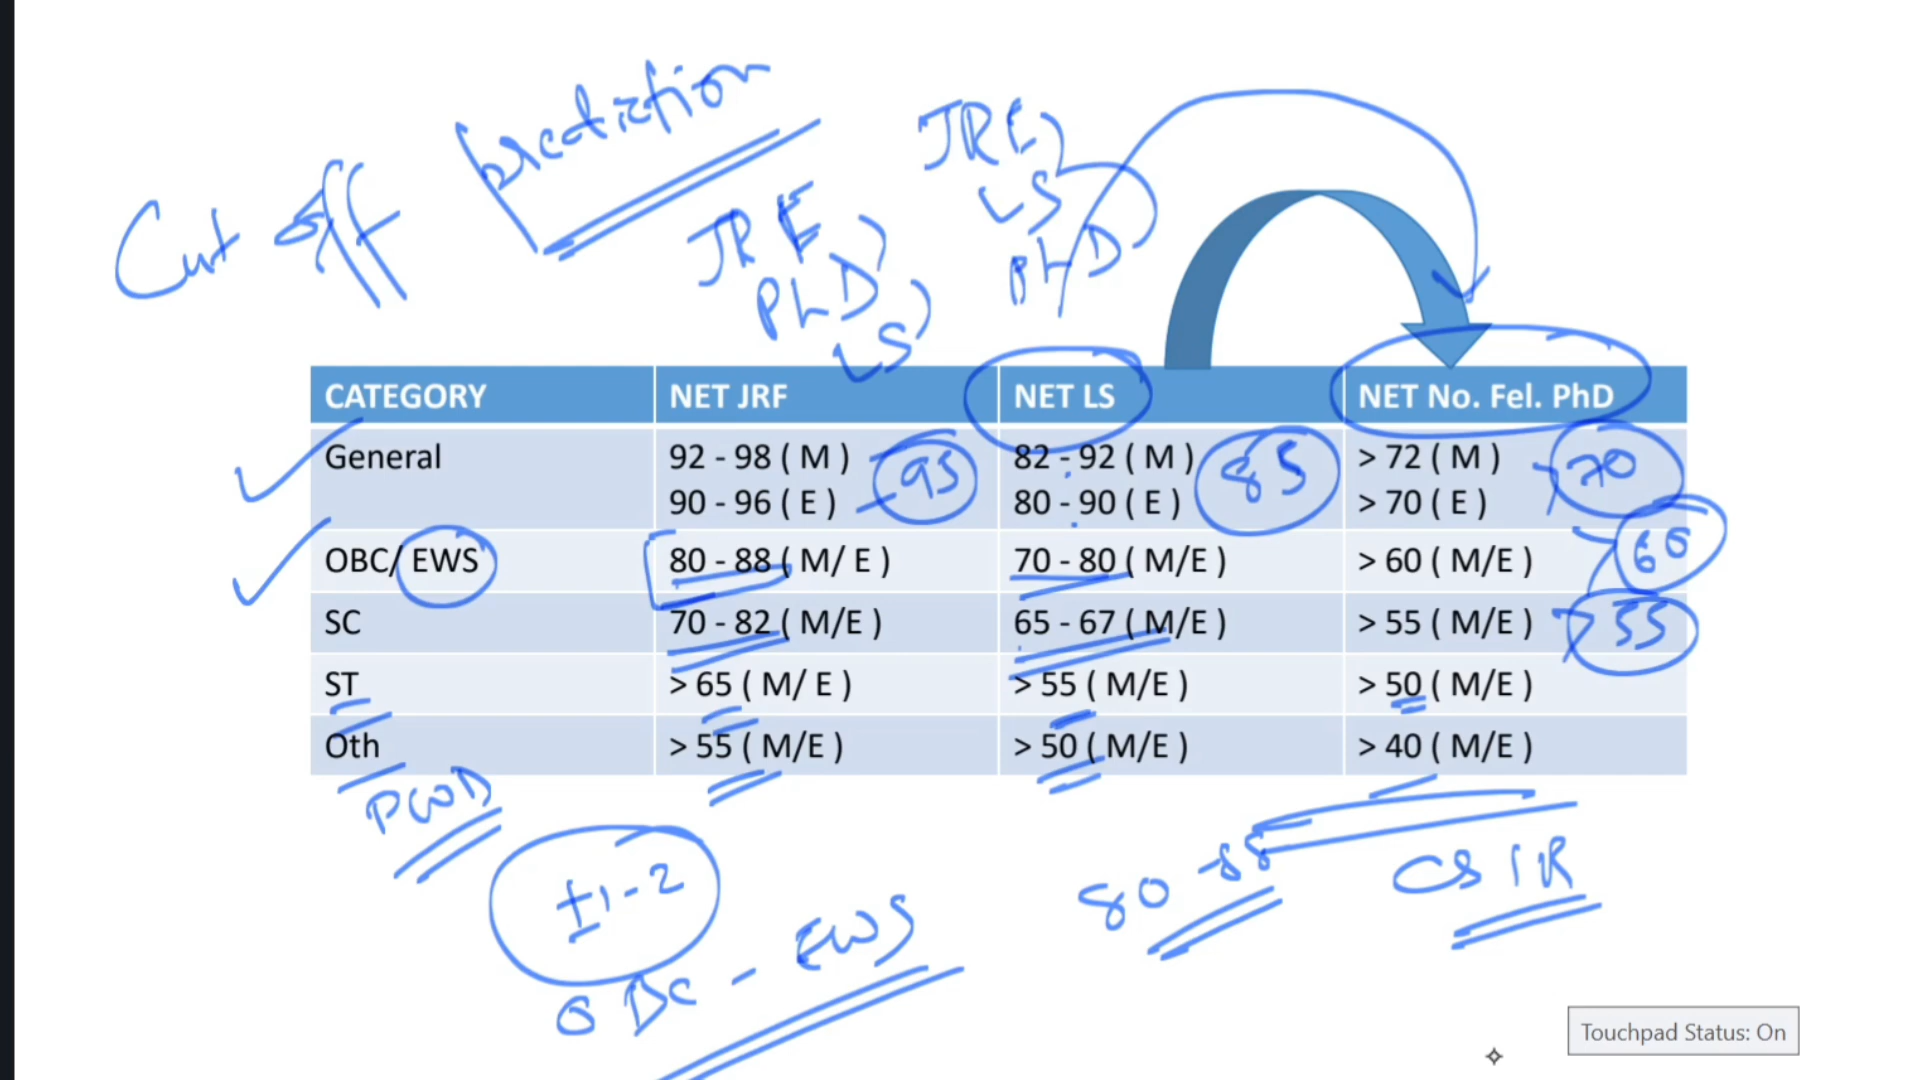 Cut off prediction
JRF
LS
PhD
JRF
PhD
LS
CATEGORY NET JRF NET LS NET No. Fel. PhD
General 92 - 98 ( M ) 82 - 92 ( M ) > 72 ( M )
90 - 96 ( E ) 80 - 90 ( E ) > 70 ( E )
95 85 70
OBC/ EWS 80 - 88 ( M/ E ) 70 - 80 ( M/E ) > 60 ( M/E ) 60
SC 70 - 82 ( M/E ) 65 - 67 ( M/E ) > 55 ( M/E ) > 55
ST > 65 ( M/ E ) > 55 ( M/E ) > 50 ( M/E )
Oth > 55 ( M/E ) > 50 ( M/E ) > 40 ( M/E )
PWD
±1-2
80 - 88
CSIR
OBC - EWS
Touchpad Status: On